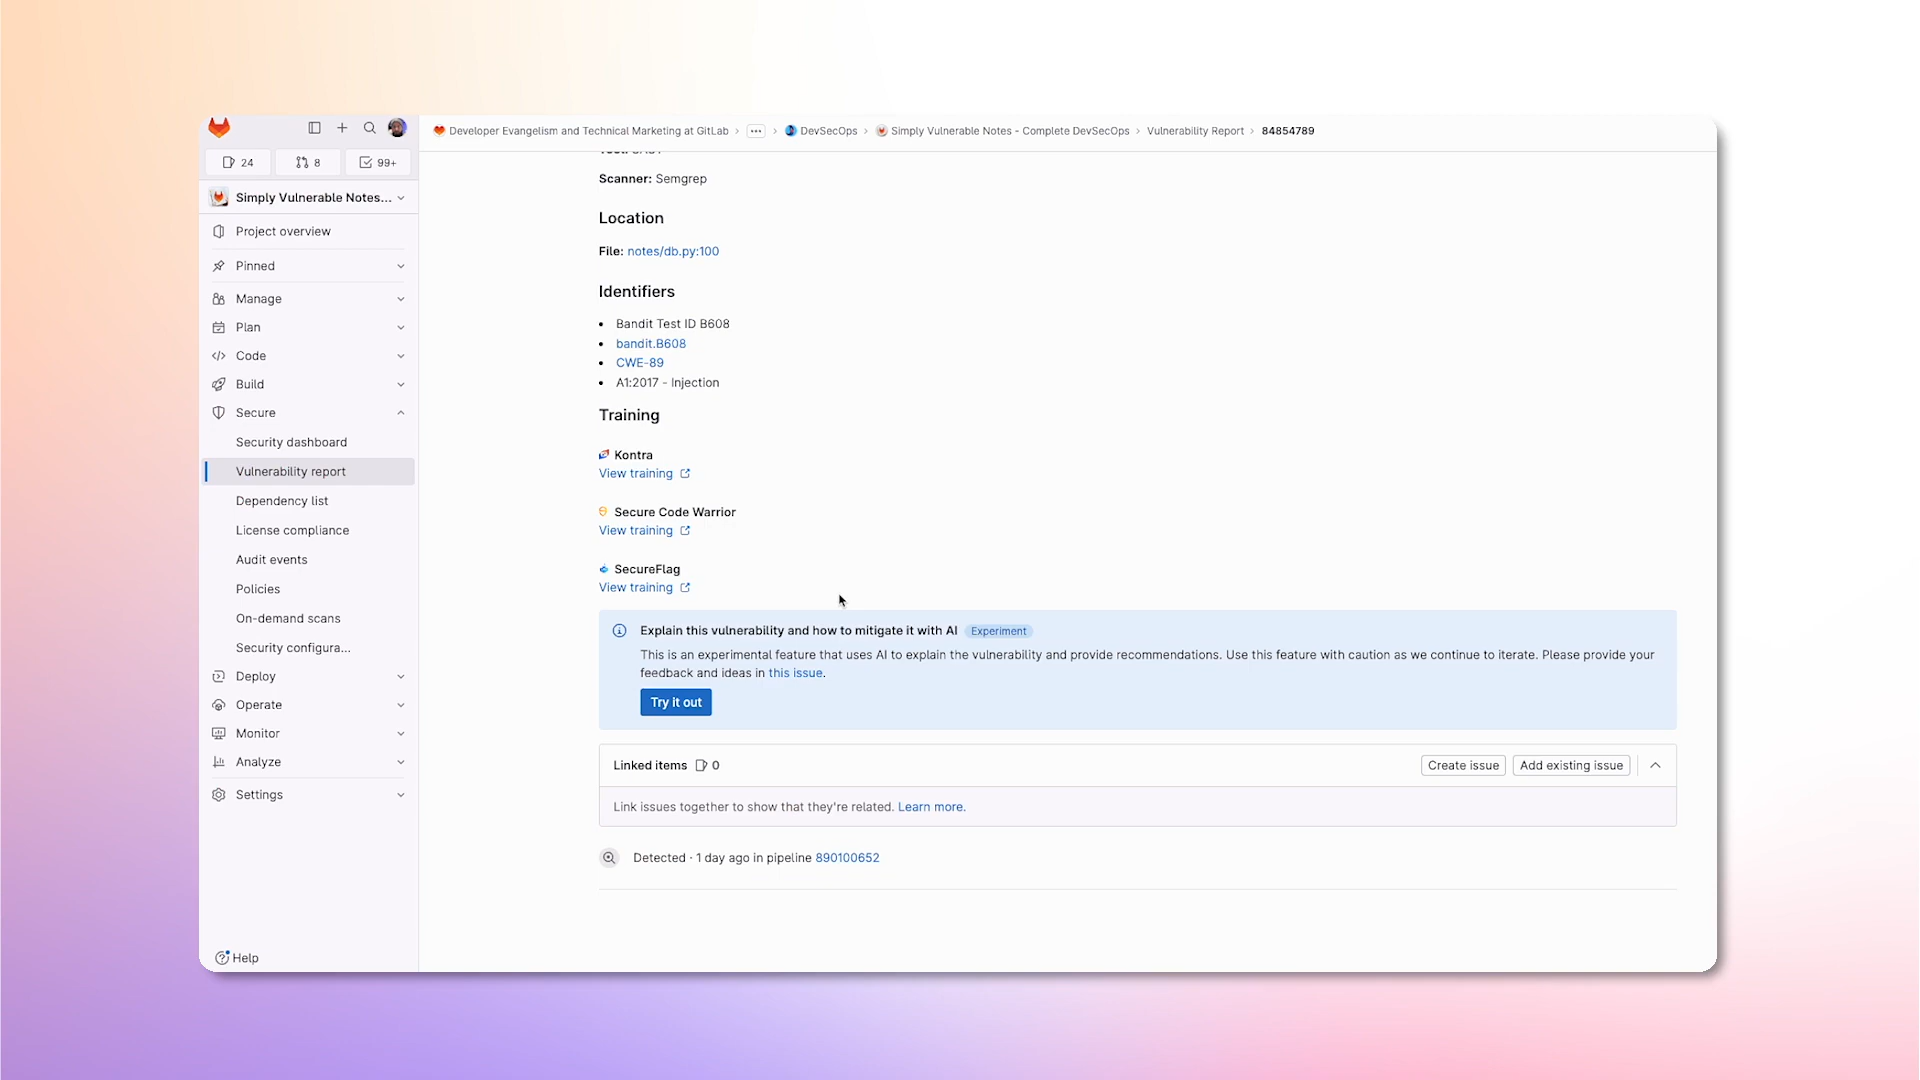 Developer Evangelism and Technical Marketing at GitLab › ... › DevSecOps › Simply Vulnerable Notes - Complete DevSecOps › Vulnerability Report › 84854789
24 8 99+
Simply Vulnerable Notes...
Project overview
Pinned
Manage
Plan
Code
Build
Secure
Security dashboard
Vulnerability report
Dependency list
License compliance
Audit events
Policies
On-demand scans
Security configura...
Deploy
Operate
Monitor
Analyze
Settings
Help
Scanner: Semgrep
Location
File: notes/db.py:100
Identifiers
• Bandit Test ID B608
• bandit.B608
• CWE-89
• A1:2017 - Injection
Training
Kontra
View training
Secure Code Warrior
View training
SecureFlag
View training
Explain this vulnerability and how to mitigate it with AI Experiment
This is an experimental feature that uses AI to explain the vulnerability and provide recommendations. Use this feature with caution as we continue to iterate. Please provide your
feedback and ideas in this issue.
Try it out
Linked items 0 Create issue Add existing issue
Link issues together to show that they're related. Learn more.
Detected · 1 day ago in pipeline 890100652